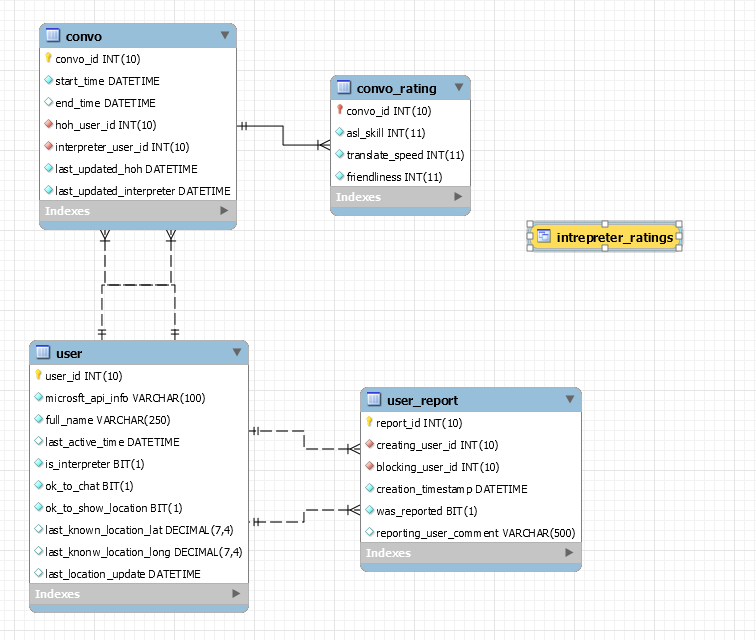 convo
convo_id INT(10)
start_time DATETIME
end_time DATETIME
hoh_user_id INT(10)
interpreter_user_id INT(10)
last_updated_hoh DATETIME
last_updated_interpreter DATETIME
Indexes
convo_rating
convo_id INT(10)
asl_skill INT(11)
translate_speed INT(11)
friendliness INT(11)
Indexes
intrepreter_ratings
user
user_id INT(10)
microsft_api_info VARCHAR(100)
full_name VARCHAR(250)
last_active_time DATETIME
is_interpreter BIT(1)
ok_to_chat BIT(1)
ok_to_show_location BIT(1)
last_known_location_lat DECIMAL(7,4)
last_knonw_location_long DECIMAL(7,4)
last_location_update DATETIME
Indexes
user_report
report_id INT(10)
creating_user_id INT(10)
blocking_user_id INT(10)
creation_timestamp DATETIME
was_reported BIT(1)
reporting_user_comment VARCHAR(500)
Indexes